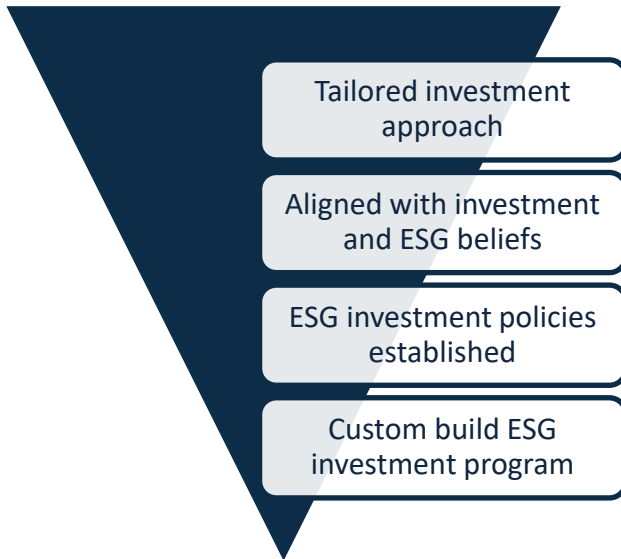 Tailored investment
approach
Aligned with investment
and ESG beliefs
ESG investment policies
established
Custom build ESG
investment program